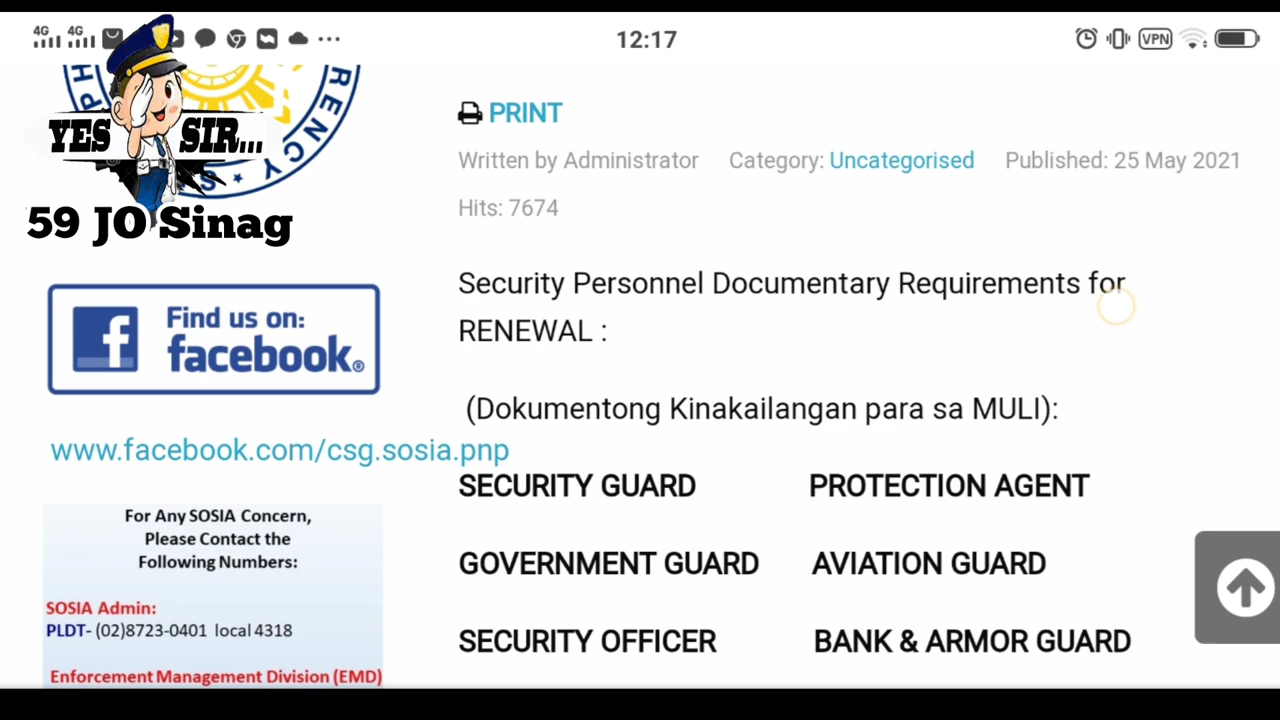 4G 4G
12:17
VPN
RENCY
PH
S
YES SIR...
59 JO Sinag
PRINT
Written by Administrator Category: Uncategorised Published: 25 May 2021
Hits: 7674
Security Personnel Documentary Requirements for
RENEWAL :
(Dokumentong Kinakailangan para sa MULI):
SECURITY GUARD PROTECTION AGENT
GOVERNMENT GUARD AVIATION GUARD
SECURITY OFFICER BANK & ARMOR GUARD
Find us on:
facebook®
www.facebook.com/csg.sosia.pnp
For Any SOSIA Concern,
Please Contact the
Following Numbers:
SOSIA Admin:
PLDT- (02)8723-0401 local 4318
Enforcement Management Division (EMD)